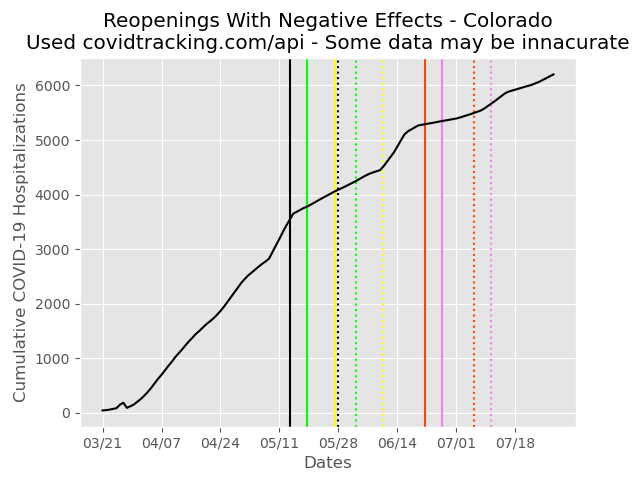 Reopenings With Negative Effects - Colorado
Used covidtracking.com/api - Some data may be innacurate
Cumulative COVID-19 Hospitalizations
6000
5000
4000
3000
2000
1000
0
03/21 04/07 04/24 05/11 05/28 06/14 07/01 07/18
Dates